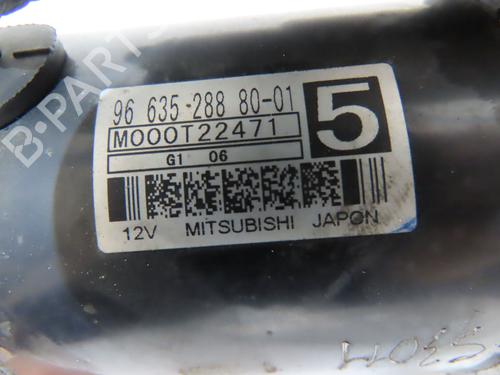 B-PARTS
96 635-288 80-01
M000T22471
5
G1 06
12V MITSUBISHI JAPON